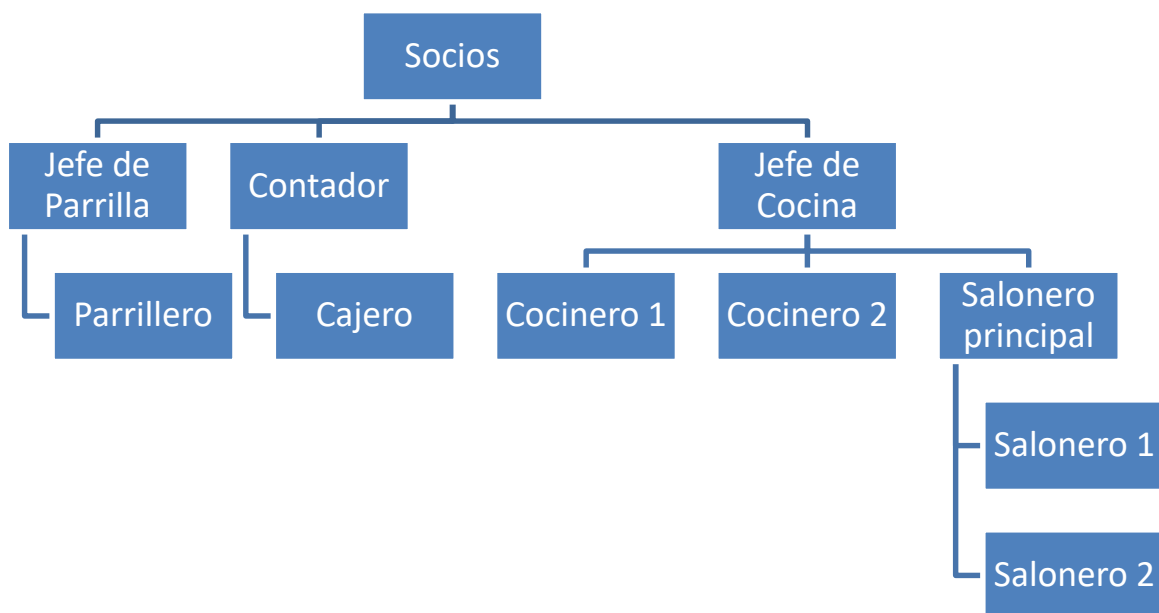 Socios
Jefe de
Parrilla
Contador
Jefe de
Cocina
Parrillero
Cajero
Cocinero 1
Cocinero 2
Salonero
principal
Salonero 1
Salonero 2